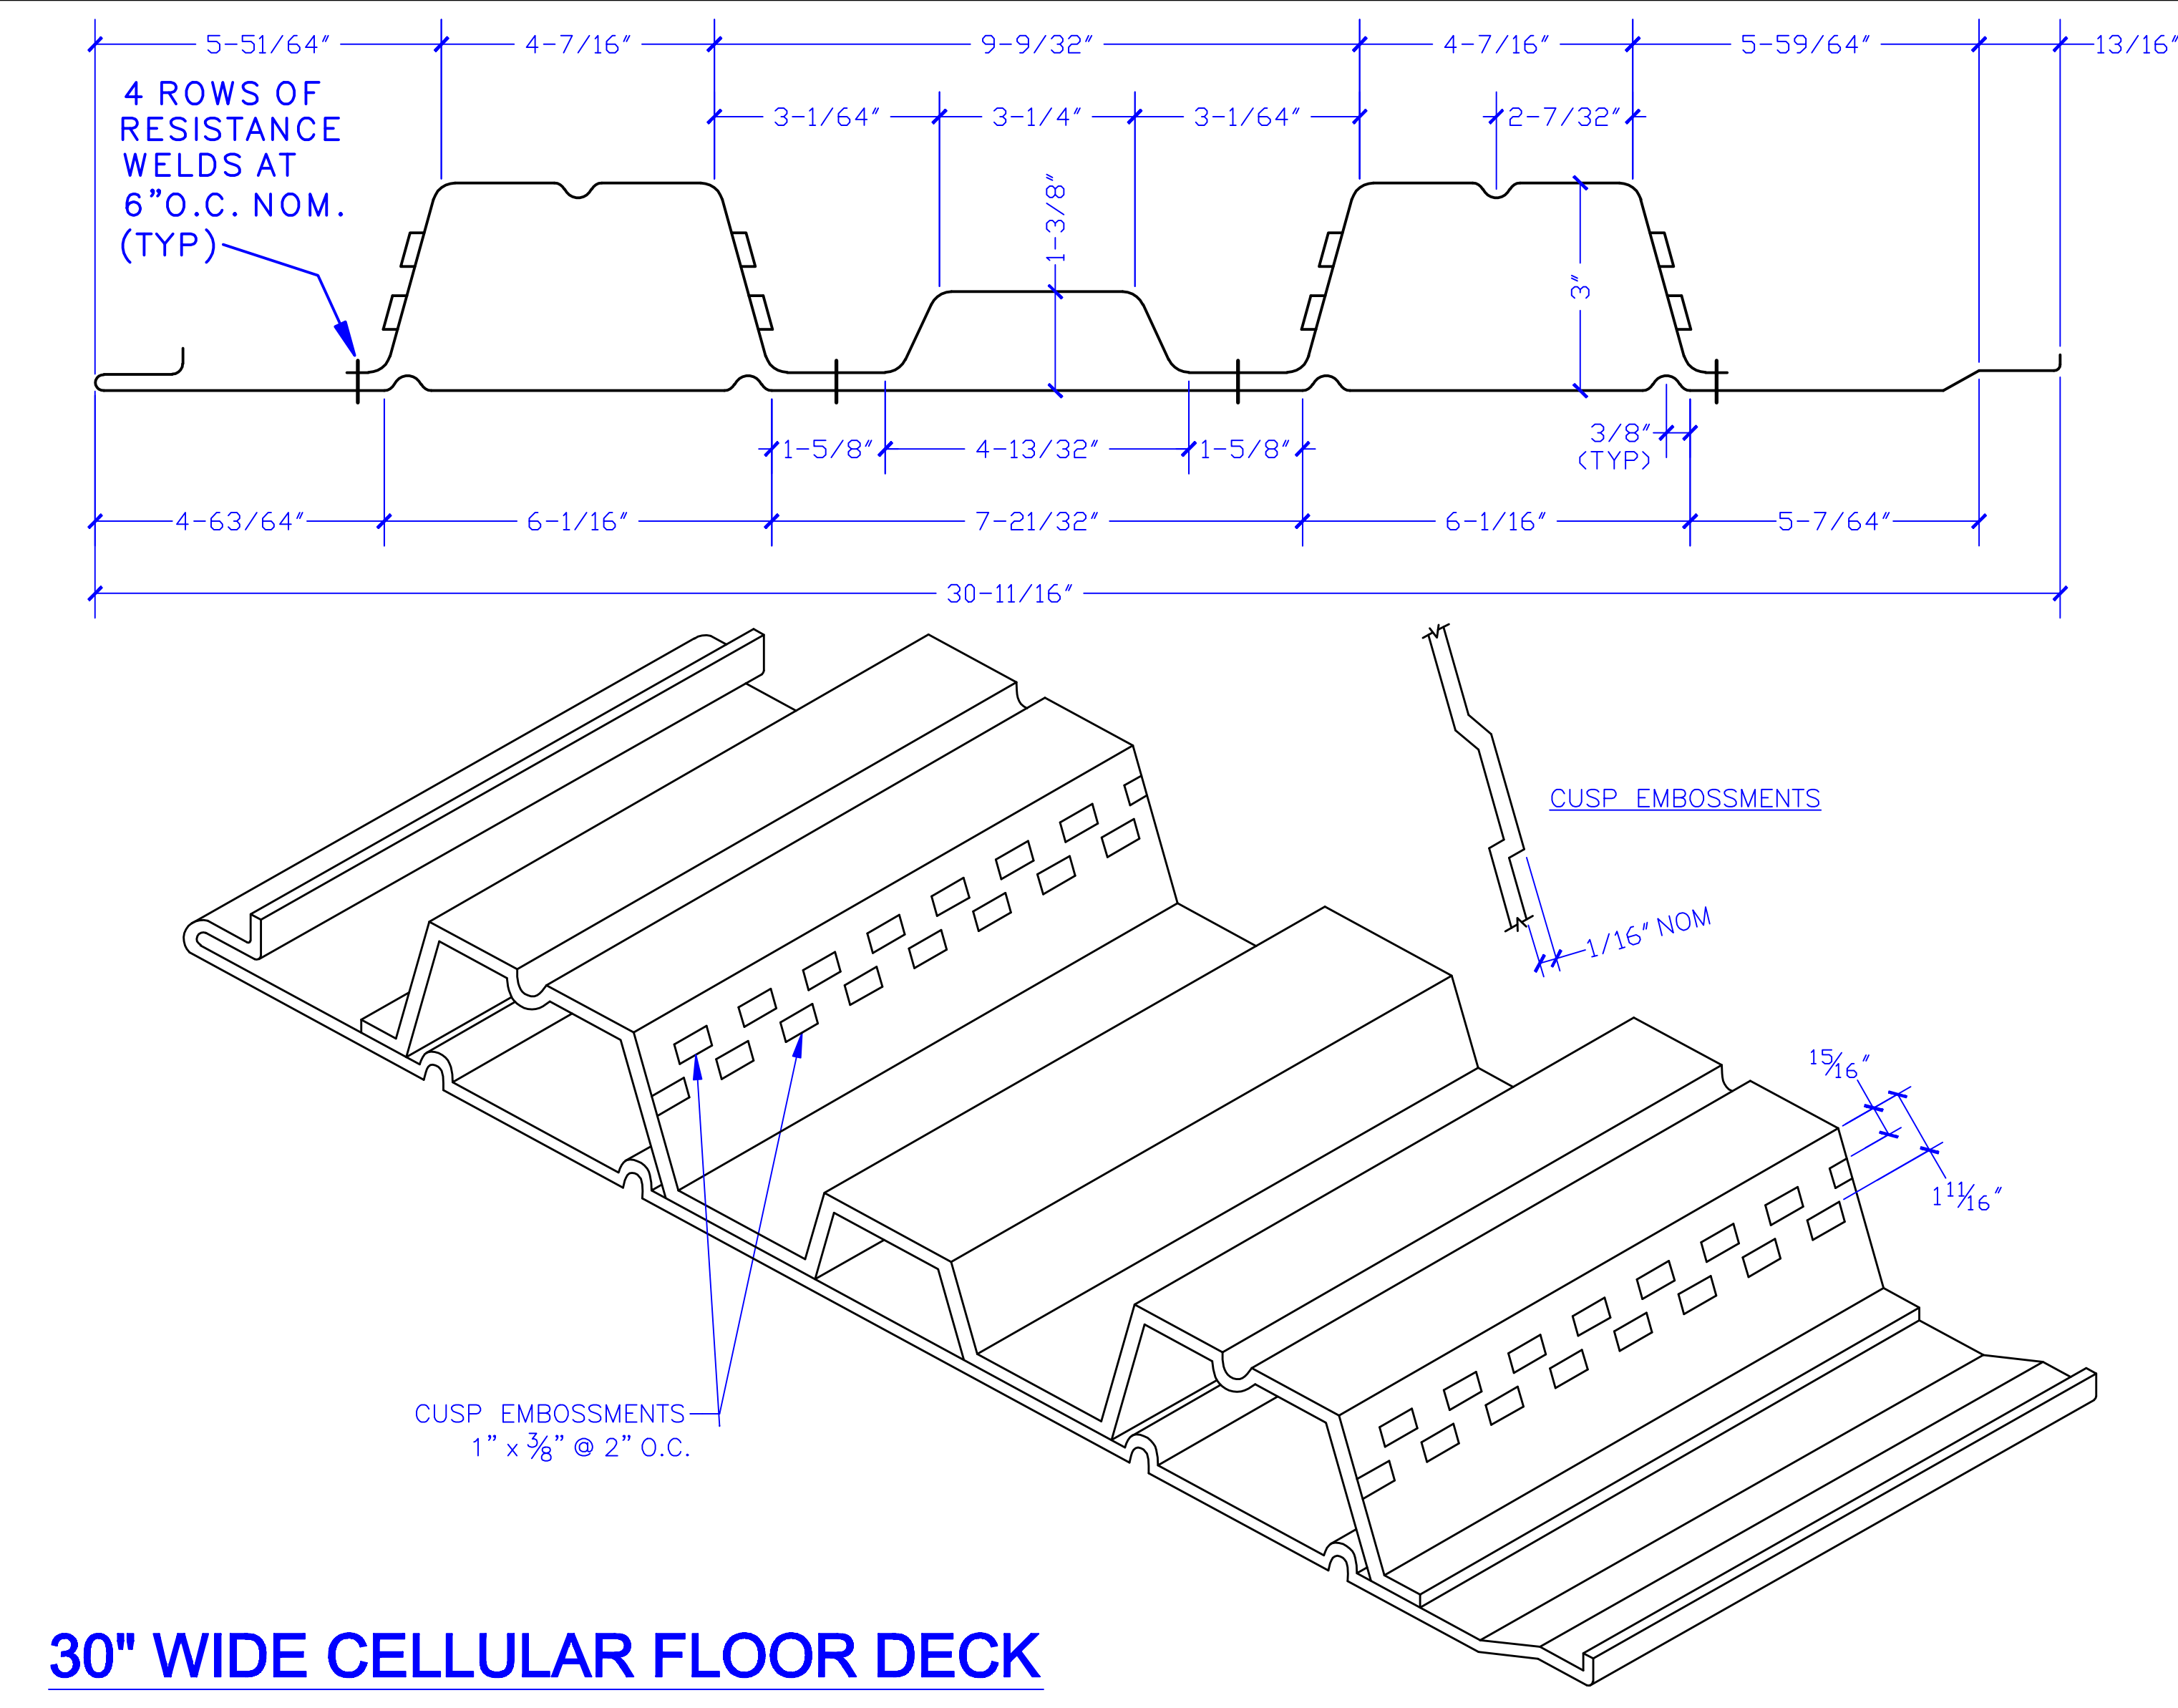 5-51/64" 4-7/16" 9-9/32" 4-7/16" 5-59/64" 13/16"
4 ROWS OF
RESISTANCE
WELDS AT
6"O.C. NOM.
(TYP)
3-1/64" 3-1/4" 3-1/64" 2-7/32"
1-3/8"
3"
1-5/8" 4-13/32" 1-5/8" 3/8"
(TYP)
4-63/64" 6-1/16" 7-21/32" 6-1/16" 5-7/64"
30-11/16"
CUSP EMBOSSMENTS
1/16" NOM
15/16"
1 11/16"
CUSP EMBOSSMENTS
1" x 3/8" @ 2" O.C.
30" WIDE CELLULAR FLOOR DECK